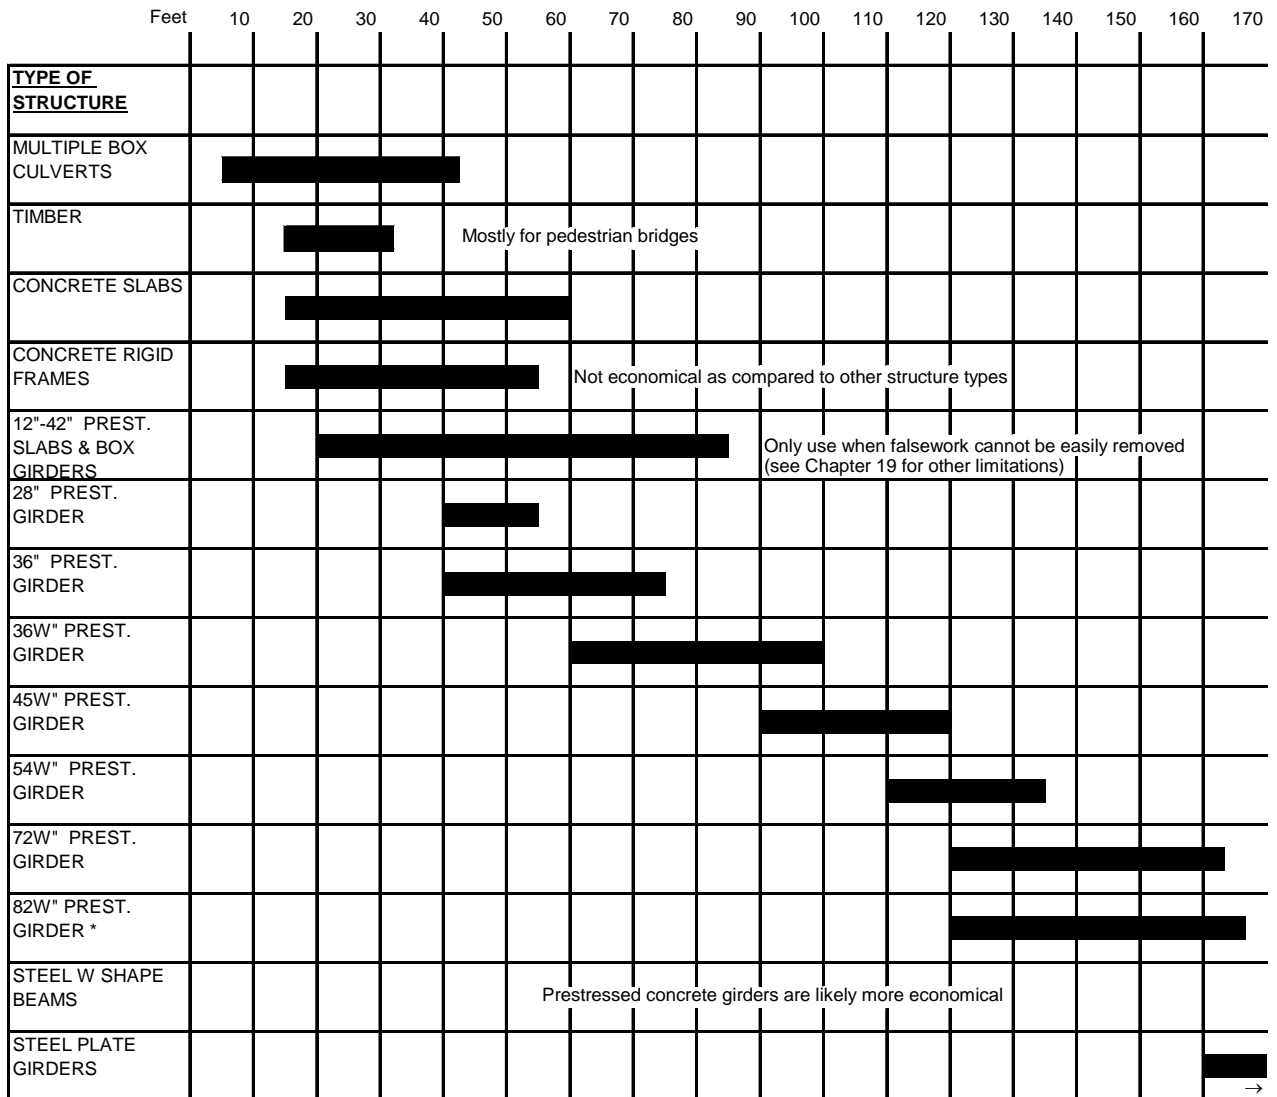 Feet 10 20 30 40 50 60 70 80 90 100 110 120 130 140 150 160 170
TYPE OF
STRUCTURE
MULTIPLE BOX
CULVERTS
TIMBER
Mostly for pedestrian bridges
CONCRETE SLABS
CONCRETE RIGID
FRAMES
Not economical as compared to other structure types
12"-42" PREST.
SLABS & BOX
GIRDERS
Only use when falsework cannot be easily removed
(see Chapter 19 for other limitations)
28" PREST.
GIRDER
36" PREST.
GIRDER
36W" PREST.
GIRDER
45W" PREST.
GIRDER
54W" PREST.
GIRDER
72W" PREST.
GIRDER
82W" PREST.
GIRDER *
STEEL W SHAPE
BEAMS
Prestressed concrete girders are likely more economical
STEEL PLATE
GIRDERS
→